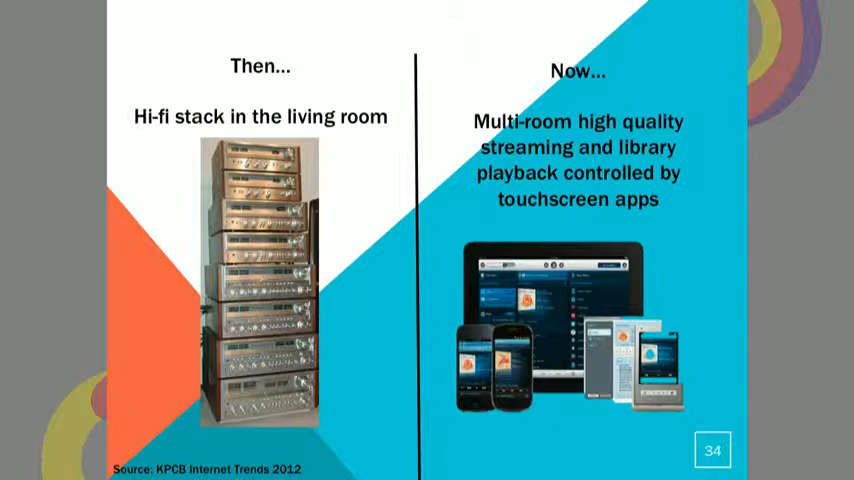 Then...
Hi-fi stack in the living room
Now...
Multi-room high quality
streaming and library
playback controlled by
touchscreen apps
34
Source: KPCB Internet Trends 2012